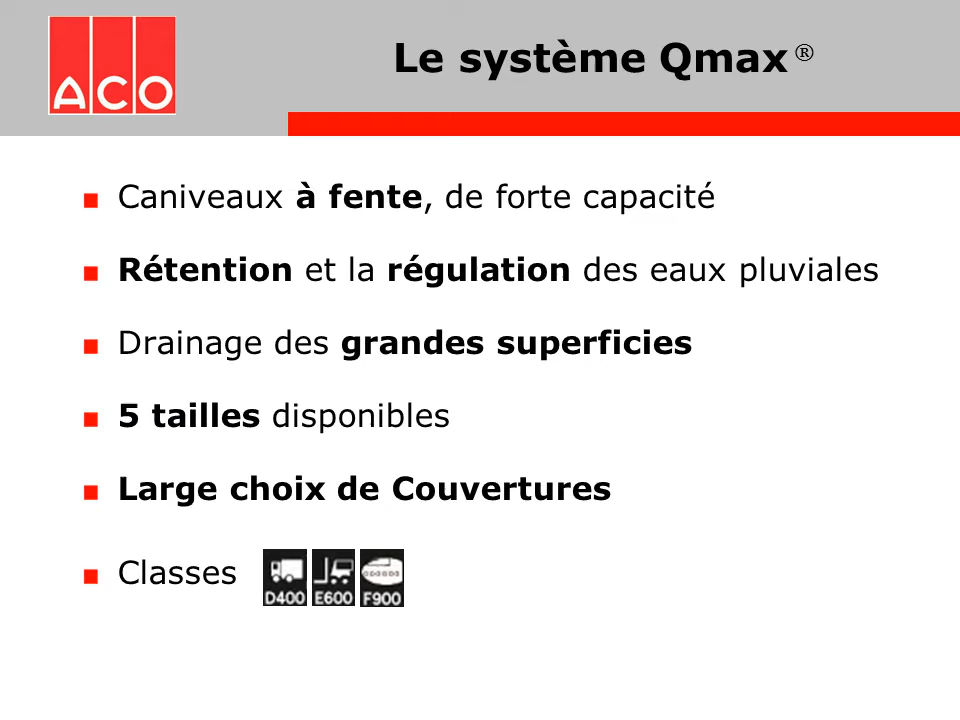 ACO
Le système Qmax ®
Caniveaux à fente, de forte capacité
Rétention et la régulation des eaux pluviales
Drainage des grandes superficies
5 tailles disponibles
Large choix de Couvertures
Classes D400 E600 F900